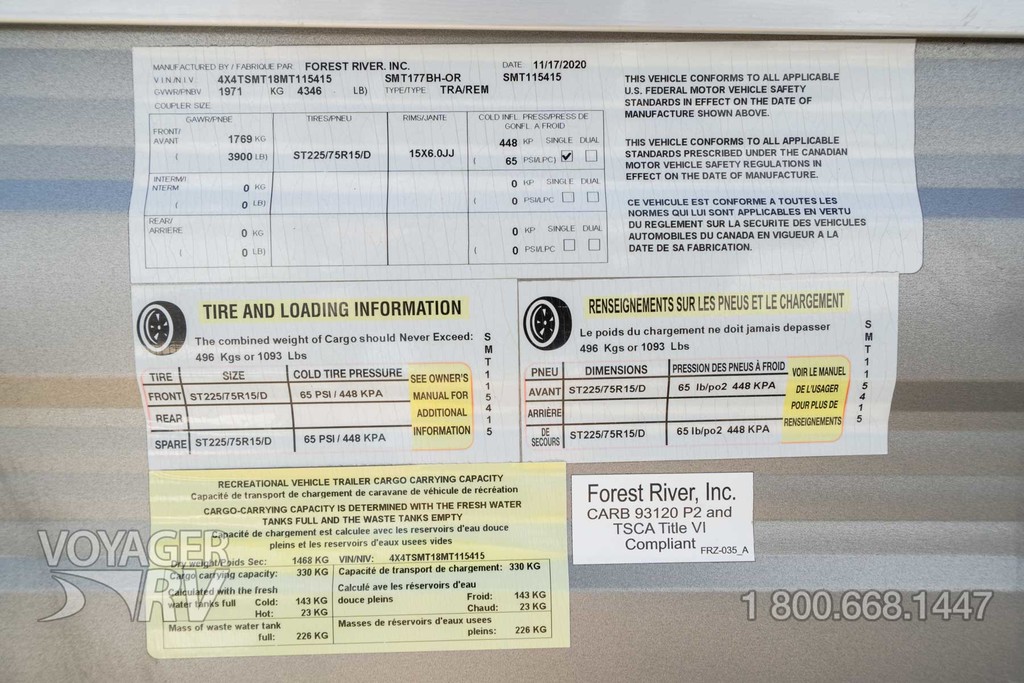 MANUFACTURED BY / FABRIQUE PAR FOREST RIVER. INC. DATE 11/17/2020
V I N / N I V : 4X4TSMT18MT115415 SMT177BH-OR SMT115415
GVWR/PNBV 1971 KG 4346 LB) TYPE/TYPE TRA/REM
COUPLER SIZE
GAWR/PNBE TIRES/PNEU RIMS/JANTE COLD INFL. PRESS/PRESS DE GONFL A FROID
FRONT/ AVANT 1769 KG 448 KP SINGLE DUAL
( 3900 LB) ST225/75R15/D 15X6.0JJ ( 65 PSI/LPC)
INTERM/I NTERM 0 KG 0 KP SINGLE DUAL
( 0 LB) ( 0 PSI/LPC
REAR/ ARRIERE 0 KG 0 KP SINGLE DUAL
( 0 LB) ( 0 PSI/LPC
THIS VEHICLE CONFORMS TO ALL APPLICABLE
U.S. FEDERAL MOTOR VEHICLE SAFETY
STANDARDS IN EFFECT ON THE DATE OF
MANUFACTURE SHOWN ABOVE.
THIS VEHICLE CONFORMS TO ALL APPLICABLE
STANDARDS PRESCRIBED UNDER THE CANADIAN
MOTOR VEHICLE SAFETY REGULATIONS IN
EFFECT ON THE DATE OF MANUFACTURE.
CE VEHICULE EST CONFORME A TOUTES LES
NORMES QUI LUI SONT APPLICABLES EN VERTU
DU REGLEMENT SUR LA SECURITE DES VEHICULES
AUTOMOBILES DU CANADA EN VIGUEUR A LA
DATE DE SA FABRICATION.
TIRE AND LOADING INFORMATION
The combined weight of Cargo should Never Exceed:
496 Kgs or 1093 Lbs
TIRE SIZE COLD TIRE PRESSURE
FRONT ST225/75R15/D 65 PSI / 448 KPA
REAR
SPARE ST225/75R15/D 65 PSI / 448 KPA
SEE OWNER'S
MANUAL FOR
ADDITIONAL
INFORMATION
SMT115415
RENSEIGNEMENTS SUR LES PNEUS ET LE CHARGEMENT
Le poids du chargement ne doit jamais depasser
496 Kgs or 1093 Lbs
PNEU DIMENSIONS PRESSION DES PNEUS À FROID
AVANT ST225/75R15/D 65 lb/po2 448 KPA
ARRIÈRE
DE SECOURS ST225/75R15/D 65 lb/po2 448 KPA
VOIR LE MANUEL
DE L'USAGER
POUR PLUS DE
RENSEIGNEMENTS
SMT115415
RECREATIONAL VEHICLE TRAILER CARGO CARRYING CAPACITY
Capacité de transport de chargement de caravane de véhicule de récréation
CARGO-CARRYING CAPACITY IS DETERMINED WITH THE FRESH WATER
TANKS FULL AND THE WASTE TANKS EMPTY
Capacité de chargement est calculée avec les réservoirs d'eau douce
pleins et les réservoirs d'eaux usees vides
Dry weight/Poids Sec: 1468 KG VIN/NIV: 4X4TSMT18MT115415
Cargo carrying capacity: 330 KG Capacité de transport de chargement: 330 KG
Calculated with the fresh Calculé ave les réservoirs d'eau
water tanks full Cold: 143 KG douce pleins Froid: 143 KG
Hot: 23 KG Chaud: 23 KG
Mass of waste water tank Masses de réservoirs d'eaux usees
full: 226 KG pleins: 226 KG
Forest River, Inc.
CARB 93120 P2 and
TSCA Title VI
Compliant FRZ-035_A
VOYAGER
RV
1 800.668.1447